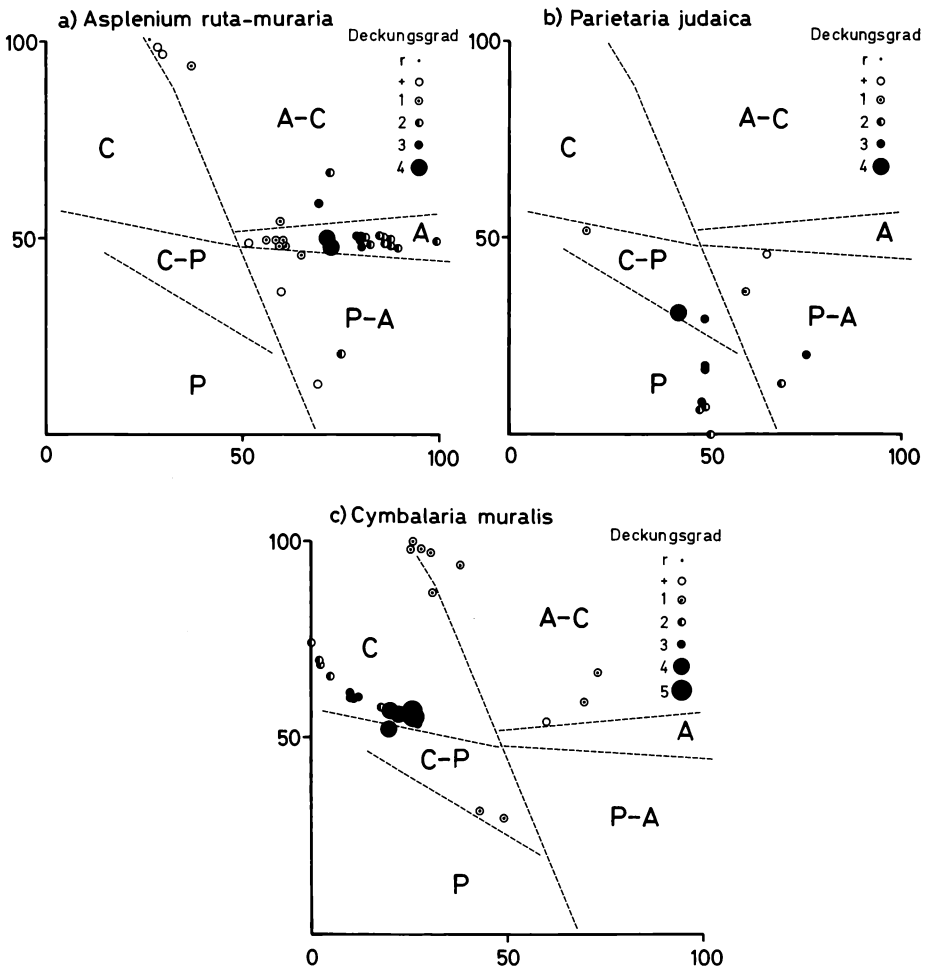 a) Asplenium ruta-muraria
Deckungsgrad
r
+
1
2
3
4
100
50
0
50
100
C
A-C
A
C-P
P-A
P
b) Parietaria judaica
Deckungsgrad
r
+
1
2
3
4
100
50
0
50
100
C
A-C
A
C-P
P-A
P
c) Cymbalaria muralis
Deckungsgrad
r
+
1
2
3
4
5
100
50
0
50
100
C
A-C
A
C-P
P-A
P